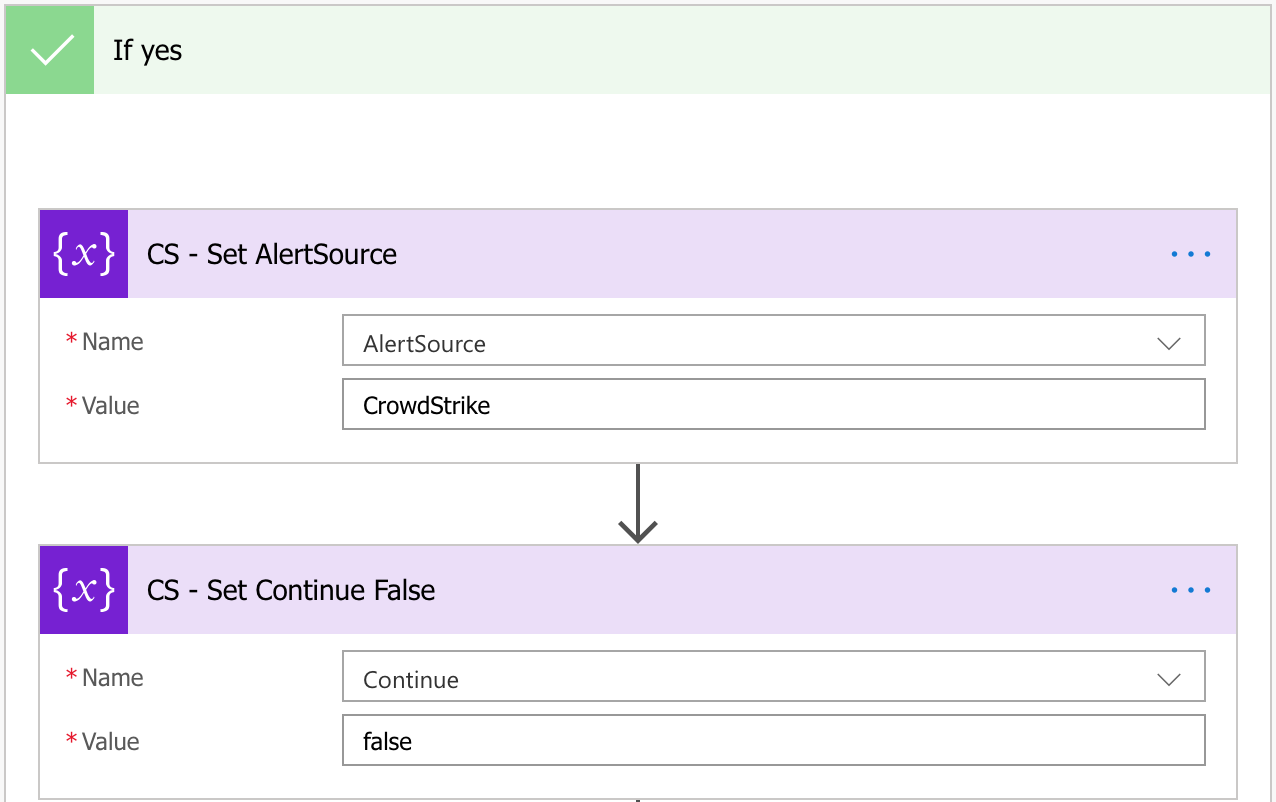 If yes
{x} CS - Set AlertSource ...
* Name AlertSource
* Value CrowdStrike
{x} CS - Set Continue False ...
* Name Continue
* Value false